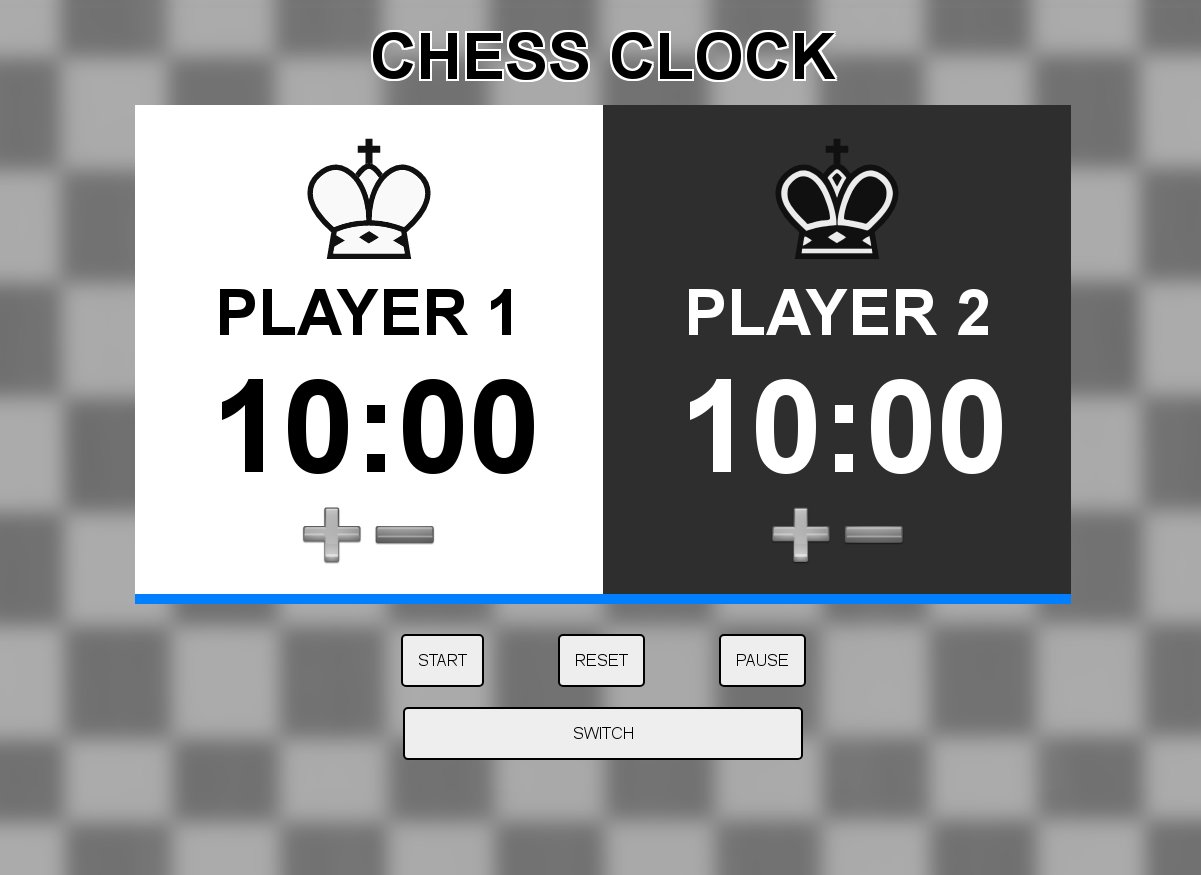 CHESS CLOCK
PLAYER 1
10:00
PLAYER 2
10:00
START
RESET
PAUSE
SWITCH